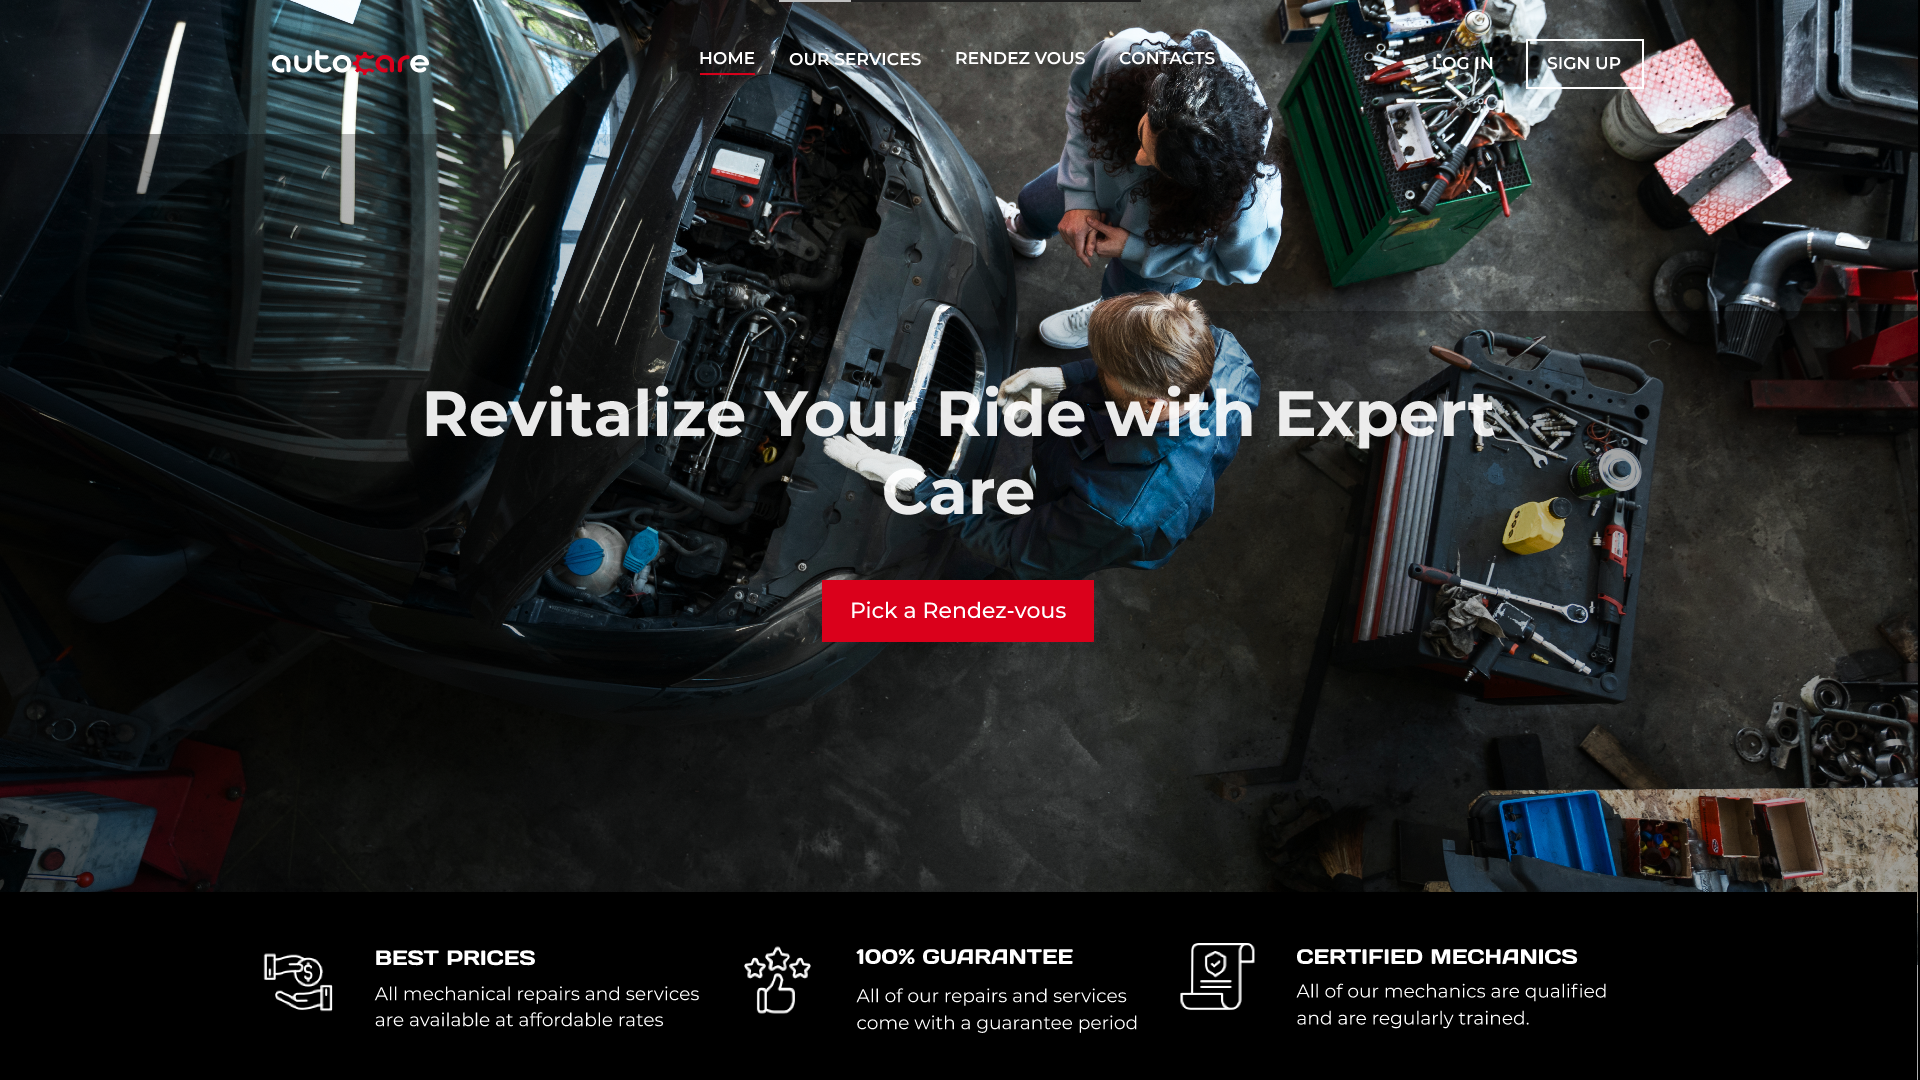 autocare
HOME
OUR SERVICES
RENDEZ VOUS
CONTACTS
LOG IN
SIGN UP
Revitalize Your Ride with Expert
Care
Pick a Rendez-vous
BEST PRICES
All mechanical repairs and services
are available at affordable rates
100% GUARANTEE
All of our repairs and services
come with a guarantee period
CERTIFIED MECHANICS
All of our mechanics are qualified
and are regularly trained.